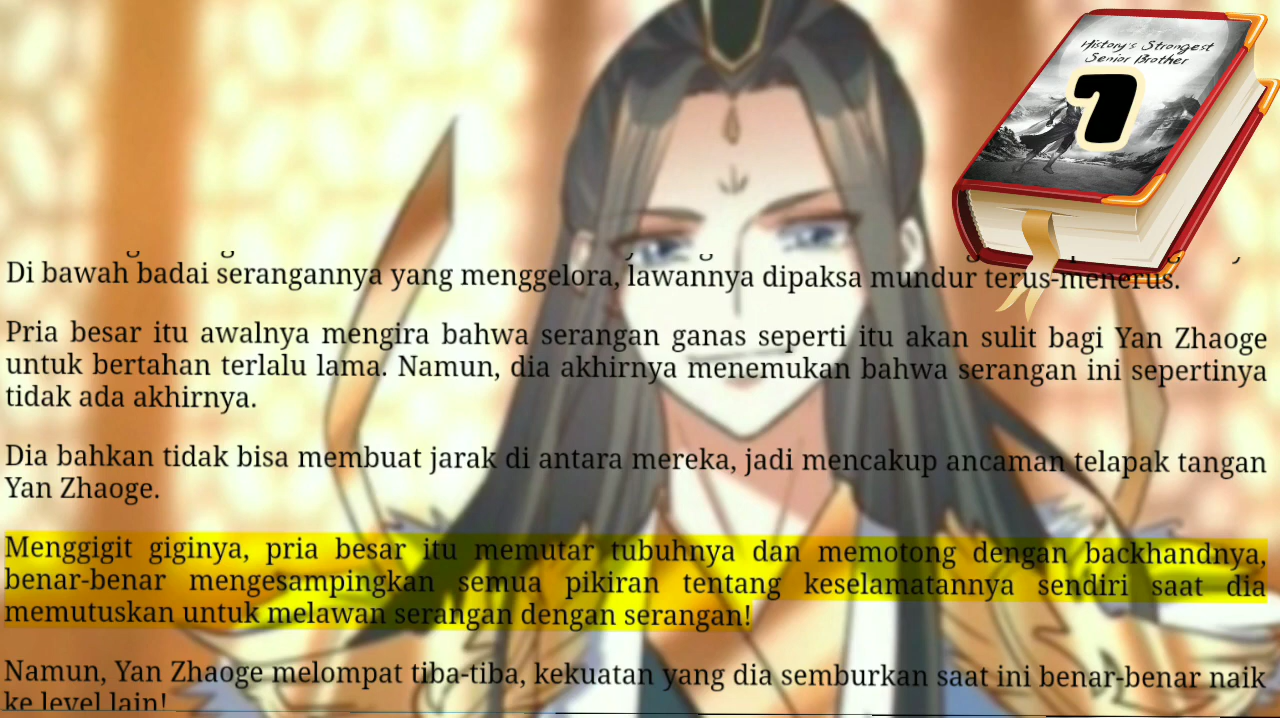 History's Strongest
Senior Brother
7
Di bawah badai serangannya yang menggelora, lawannya dipaksa mundur terus-menerus.
Pria besar itu awalnya mengira bahwa serangan ganas seperti itu akan sulit bagi Yan Zhaoge
untuk bertahan terlalu lama. Namun, dia akhirnya menemukan bahwa serangan ini sepertinya
tidak ada akhirnya.
Dia bahkan tidak bisa membuat jarak di antara mereka, jadi mencakup ancaman telapak tangan
Yan Zhaoge.
Menggigit giginya, pria besar itu memutar tubuhnya dan memotong dengan backhandnya,
benar-benar mengesampingkan semua pikiran tentang keselamatannya sendiri saat dia
memutuskan untuk melawan serangan dengan serangan!
Namun, Yan Zhaoge melompat tiba-tiba, kekuatan yang dia semburkan saat ini benar-benar naik
ke level lain!